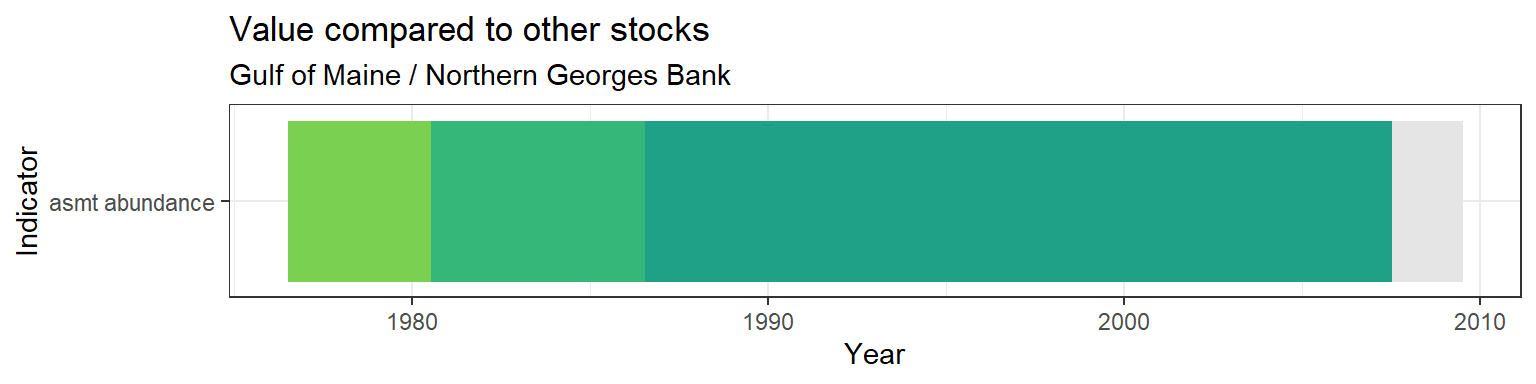 Value compared to other stocks
Gulf of Maine / Northern Georges Bank
Indicator
asmt abundance
1980 1990 2000 2010
Year